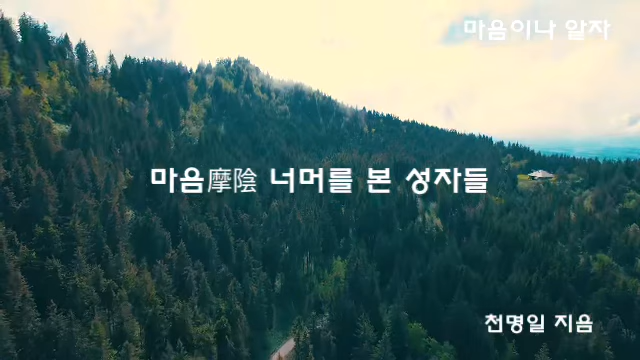 마음이나 알자
마음摩陰 너머를 본 성자들
천명일 지음